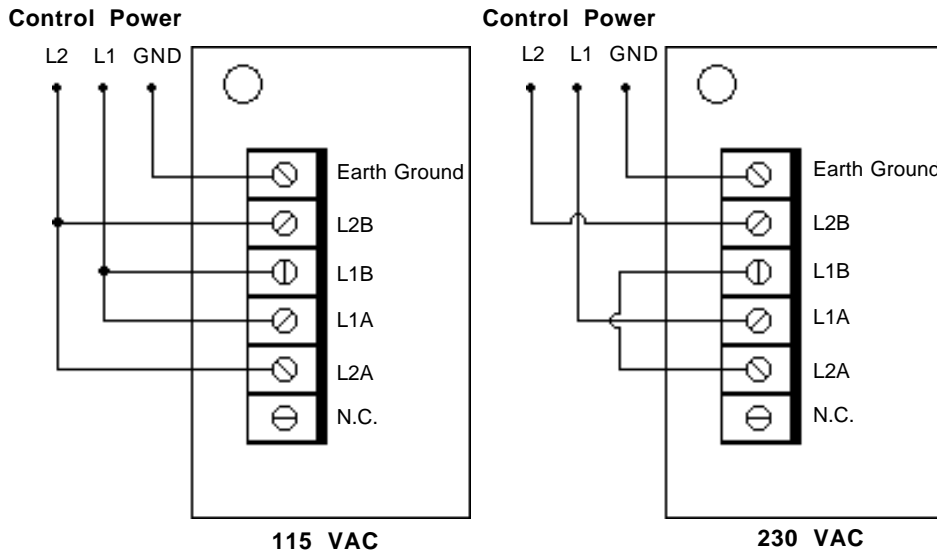 Control Power
L2 L1 GND
Earth Ground
L2B
L1B
L1A
L2A
N.C.
115 VAC
Control Power
L2 L1 GND
Earth Ground
L2B
L1B
L1A
L2A
N.C.
230 VAC